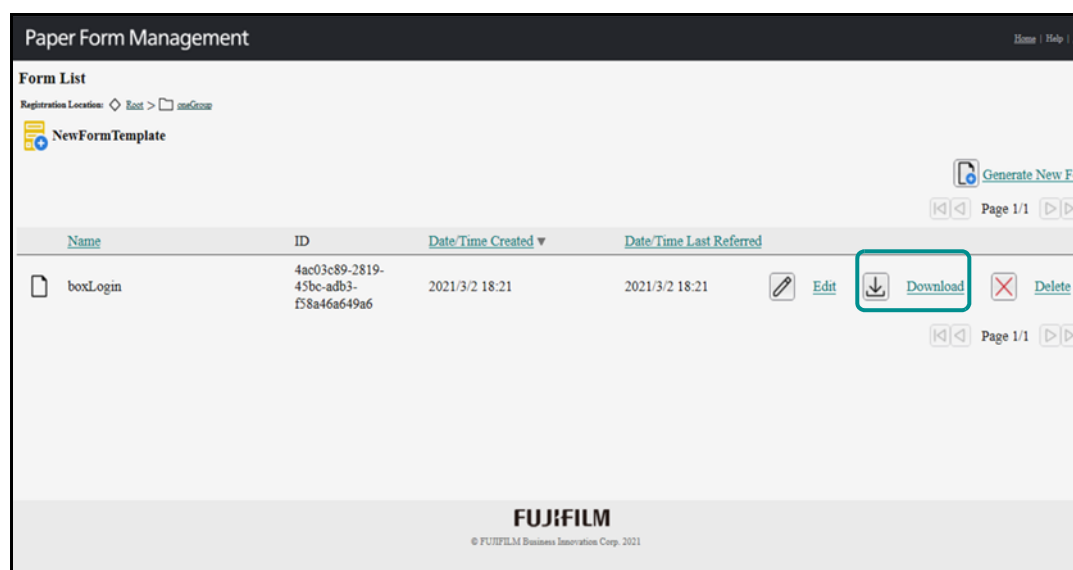 Paper Form Management
Home | Help |
Form List
Registration Location: Root > oneGroup
NewFormTemplate
Generate New F
Page 1/1
Name ID Date/Time Created ▼ Date/Time Last Referred
boxLogin 4ac03c89-2819-45bc-adb3-f58a46a649a6 2021/3/2 18:21 2021/3/2 18:21 Edit Download Delete
Page 1/1
FUJIFILM
© FUJIFILM Business Innovation Corp. 2021